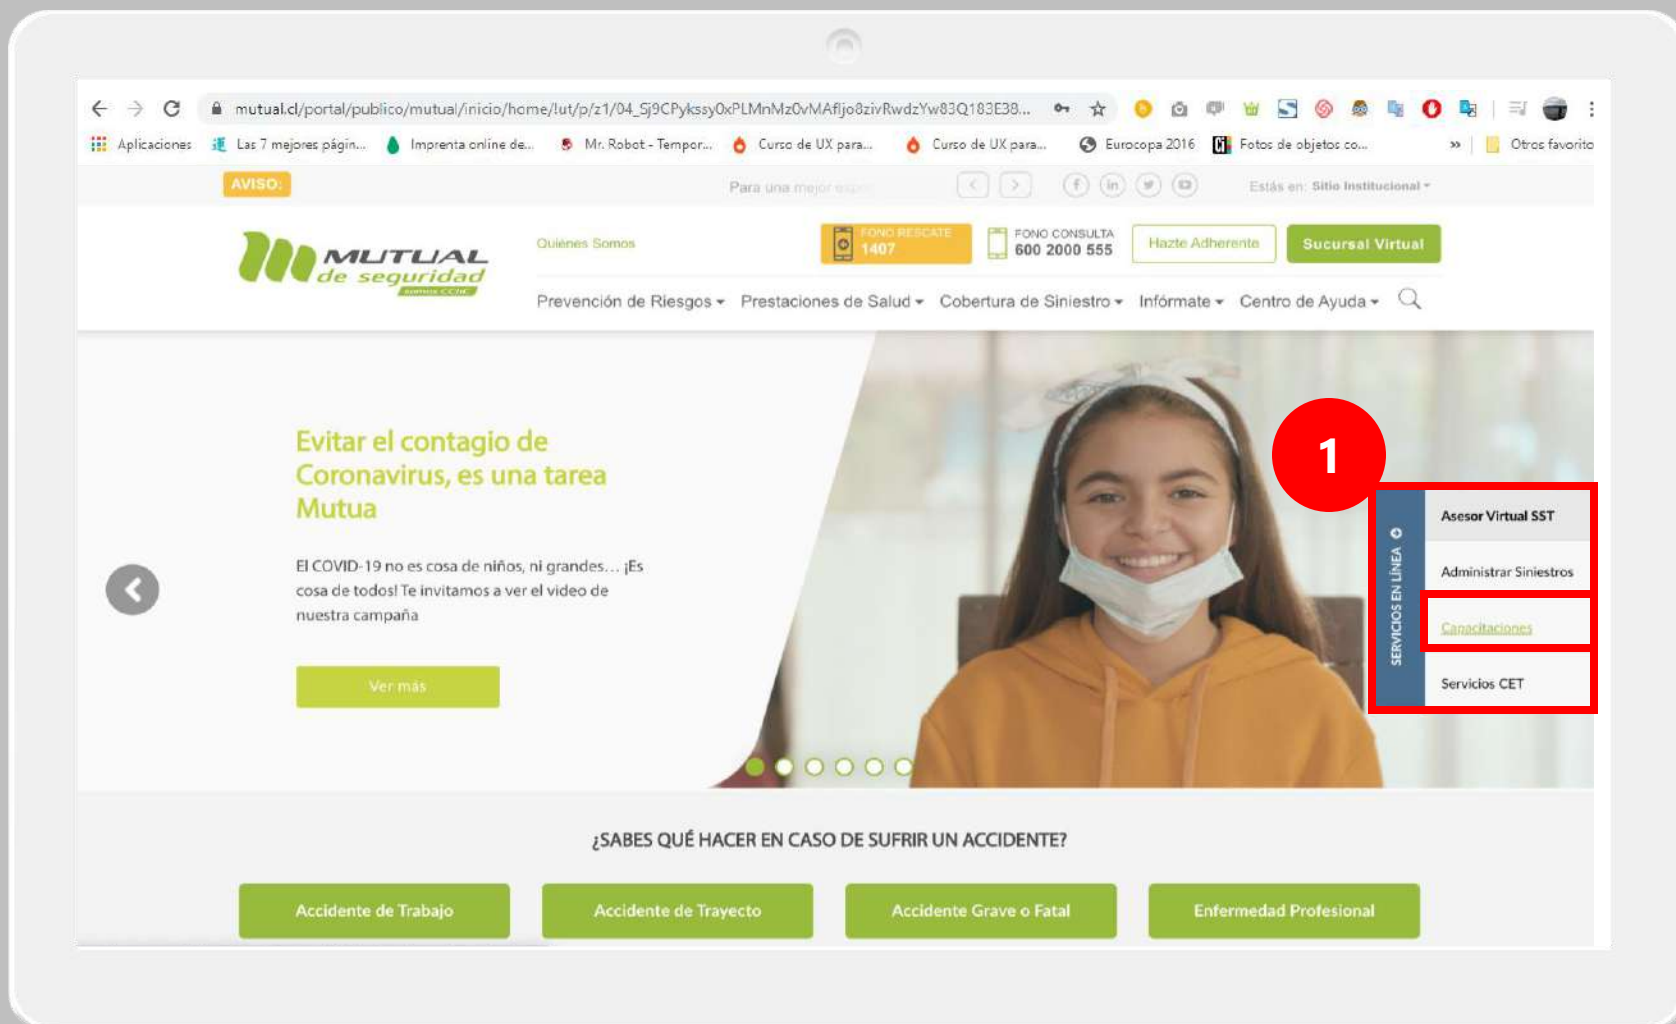 mutual.cl/portal/publico/mutual/inicio/home/!ut/p/z1/04_Sj9CPykssy0xPLMnMz0vMAfIjo8zivRwdzYw83Q183E38...
Aplicaciones Las 7 mejores págin... Imprenta online de... Mr. Robot - Tempor... Curso de UX para... Curso de UX para... Eurocopa 2016 Fotos de objetos co... » Otros favorito
AVISO: Para una mejor Estás en: Sitio Institucional
MUTUAL
de seguridad
somos CChC
Quiénes Somos
FONO RESCATE
1407
FONO CONSULTA
600 2000 555
Hazte Adherente
Sucursal Virtual
Prevención de Riesgos Prestaciones de Salud Cobertura de Siniestro Infórmate Centro de Ayuda
Evitar el contagio de
Coronavirus, es una tarea
Mutua
El COVID-19 no es cosa de niños, ni grandes... ¡Es
cosa de todos! Te invitamos a ver el video de
nuestra campaña
Ver más
1
SERVICIOS EN LÍNEA
Asesor Virtual SST
Administrar Siniestros
Capacitaciones
Servicios CET
¿SABES QUÉ HACER EN CASO DE SUFRIR UN ACCIDENTE?
Accidente de Trabajo Accidente de Trayecto Accidente Grave o Fatal Enfermedad Profesional